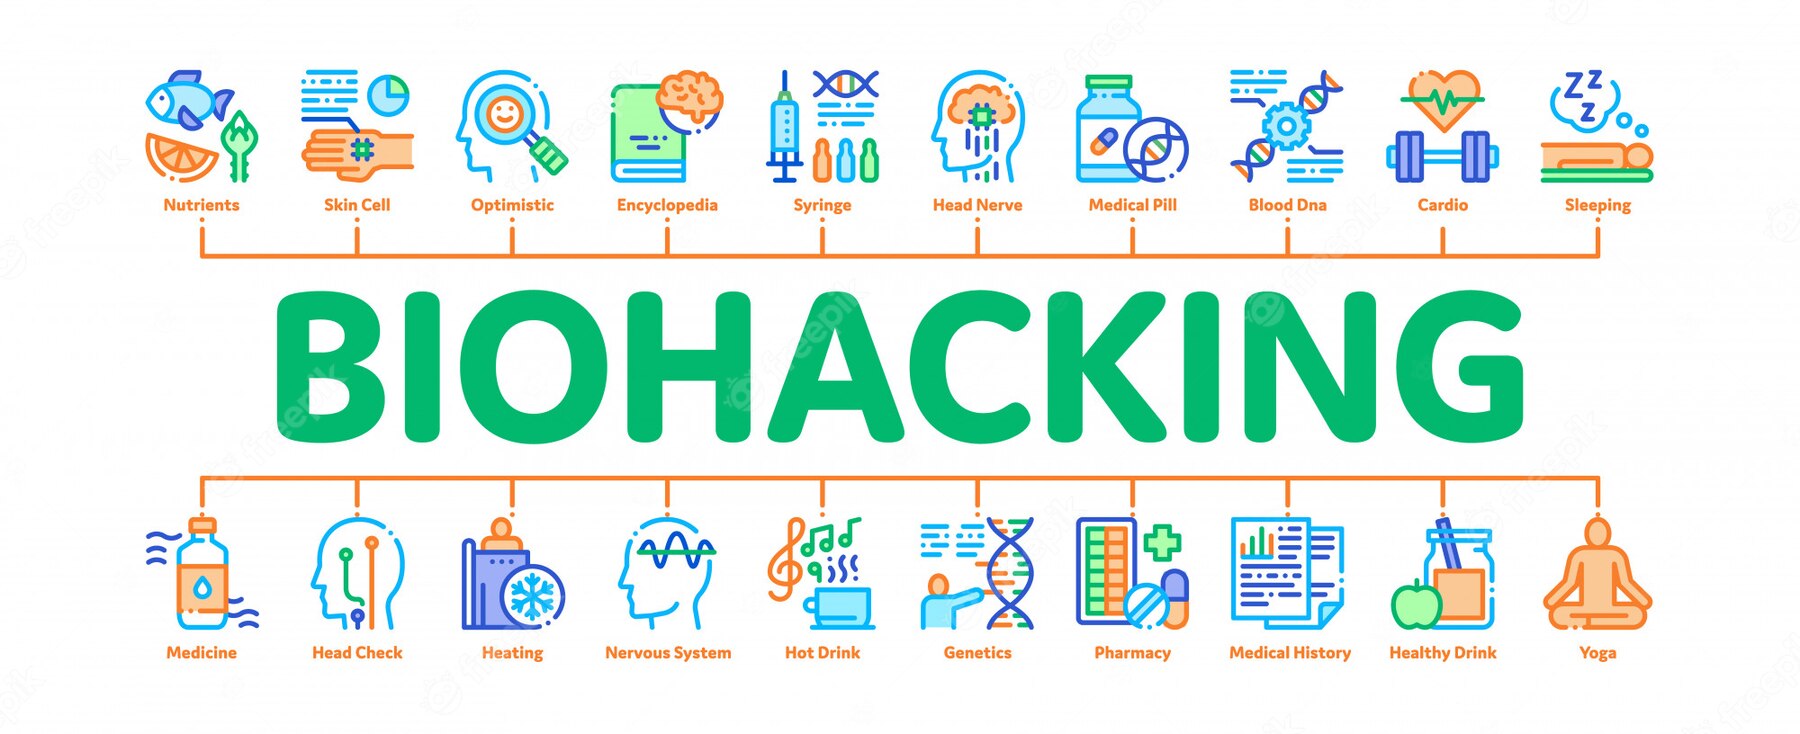 Nutrients
Skin Cell
Optimistic
Encyclopedia
Syringe
Head Nerve
Medical Pill
Blood Dna
Cardio
Sleeping
BIOHACKING
Medicine
Head Check
Heating
Nervous System
Hot Drink
Genetics
Pharmacy
Medical History
Healthy Drink
Yoga